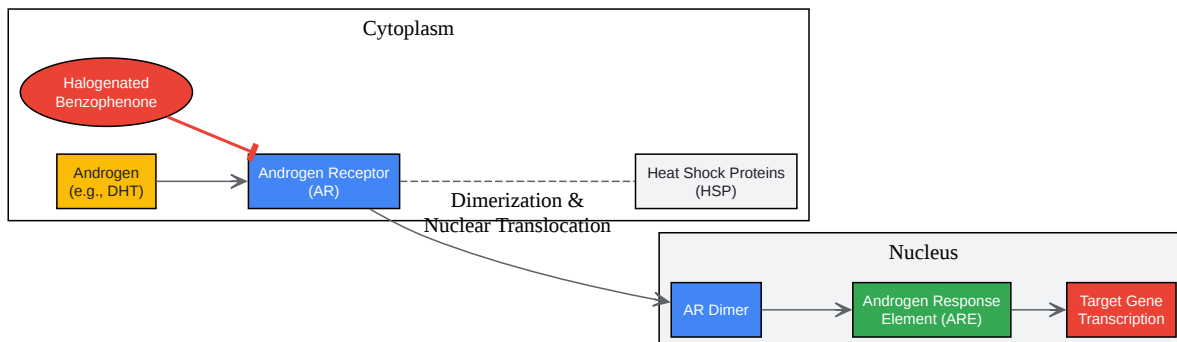 Cytoplasm
Halogenated
Benzophenone
Androgen
(e.g., DHT)
Androgen Receptor
(AR)
Heat Shock Proteins
(HSP)
Dimerization &
Nuclear Translocation
Nucleus
AR Dimer
Androgen Response
Element (ARE)
Target Gene
Transcription